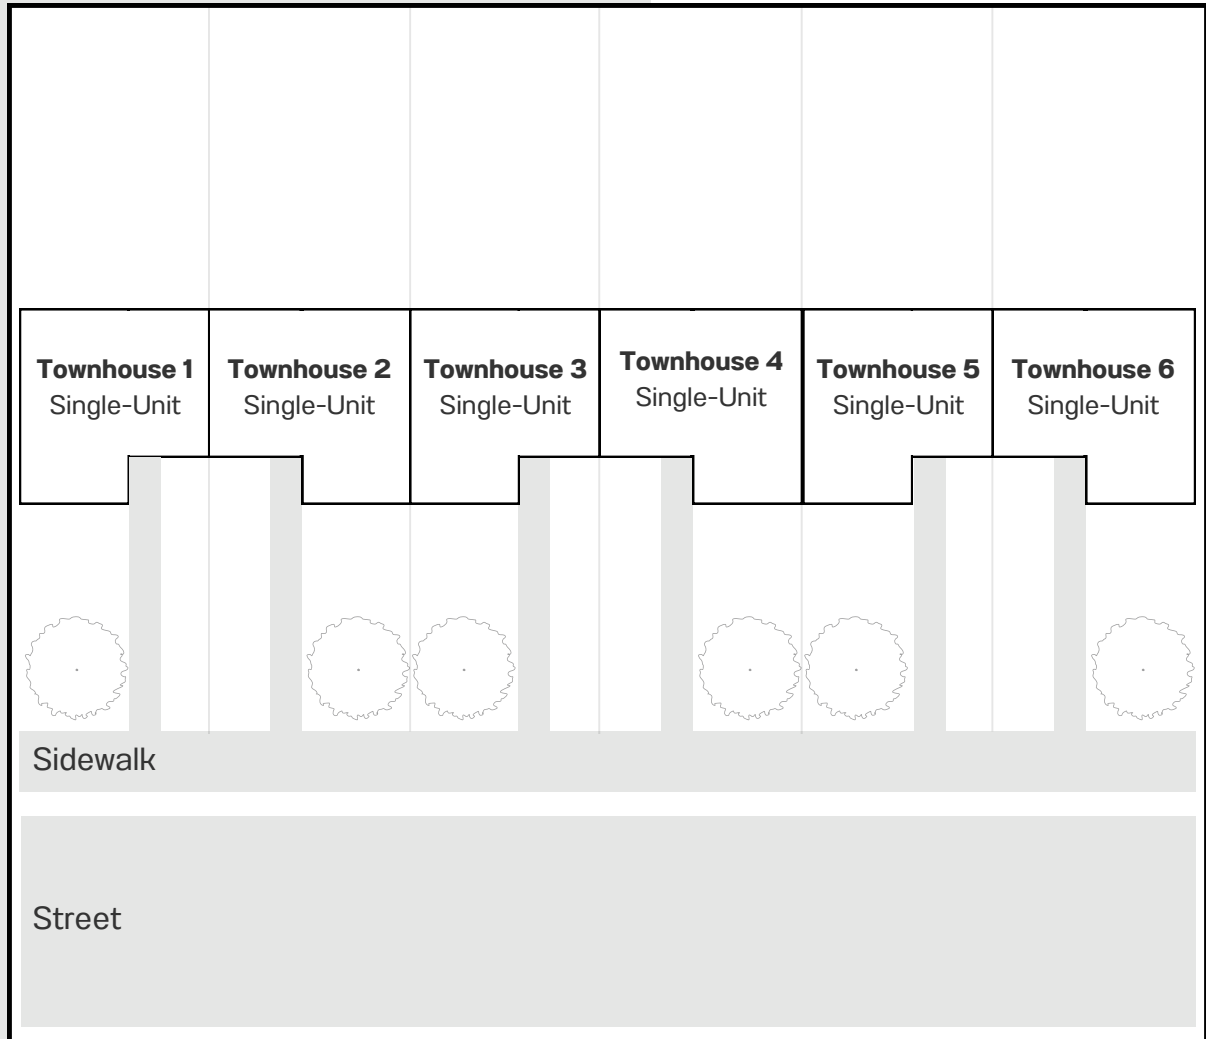 Townhouse 1
Single-Unit
Townhouse 2
Single-Unit
Townhouse 3
Single-Unit
Townhouse 4
Single-Unit
Townhouse 5
Single-Unit
Townhouse 6
Single-Unit
Sidewalk
Street